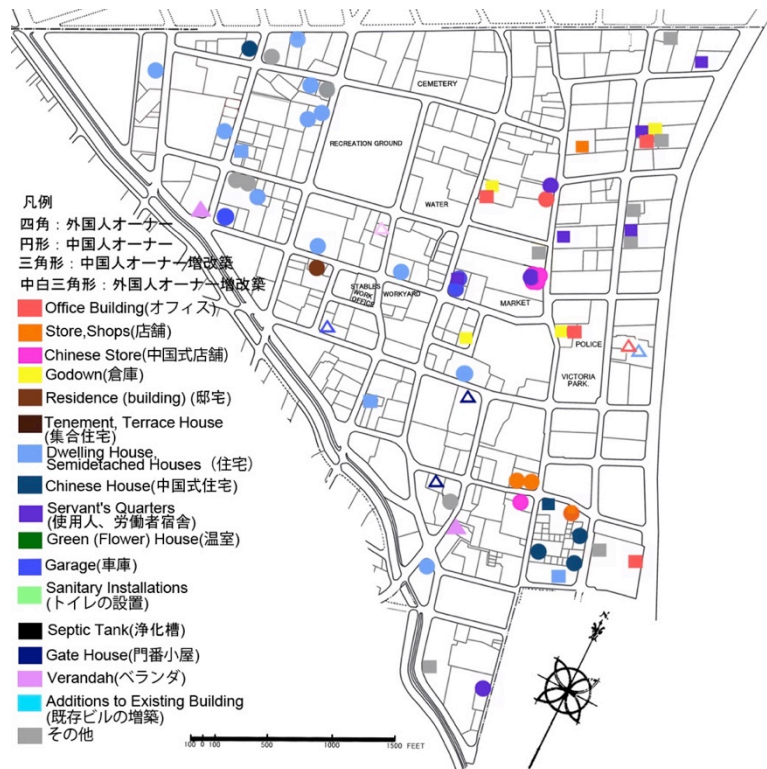 CEMETERY
RECREATION GROUND
WATER
凡例
四角：外国人オーナー
円形：中国人オーナー
三角形：中国人オーナー増改築
中白三角形：外国人オーナー増改築
STABLES
WORK
OFFICE
WORKYARD
MARKET
POLICE
VICTORIA
PARK.
Office Building(オフィス)
Store,Shops(店舗)
Chinese Store(中国式店舗)
Godown(倉庫)
Residence (building) (邸宅)
Tenement, Terrace House
(集合住宅)
Dwelling House,
Semidetached Houses（住宅）
Chinese House(中国式住宅)
Servant's Quarters
(使用人、労働者宿舎)
Green (Flower) House(温室)
Garage(車庫)
Sanitary Installations
(トイレの設置)
Septic Tank(浄化槽)
Gate House(門番小屋)
Verandah(ベランダ)
Additions to Existing Building
(既存ビルの増築)
その他
100 0 100 500 1000 1500 FEET
N